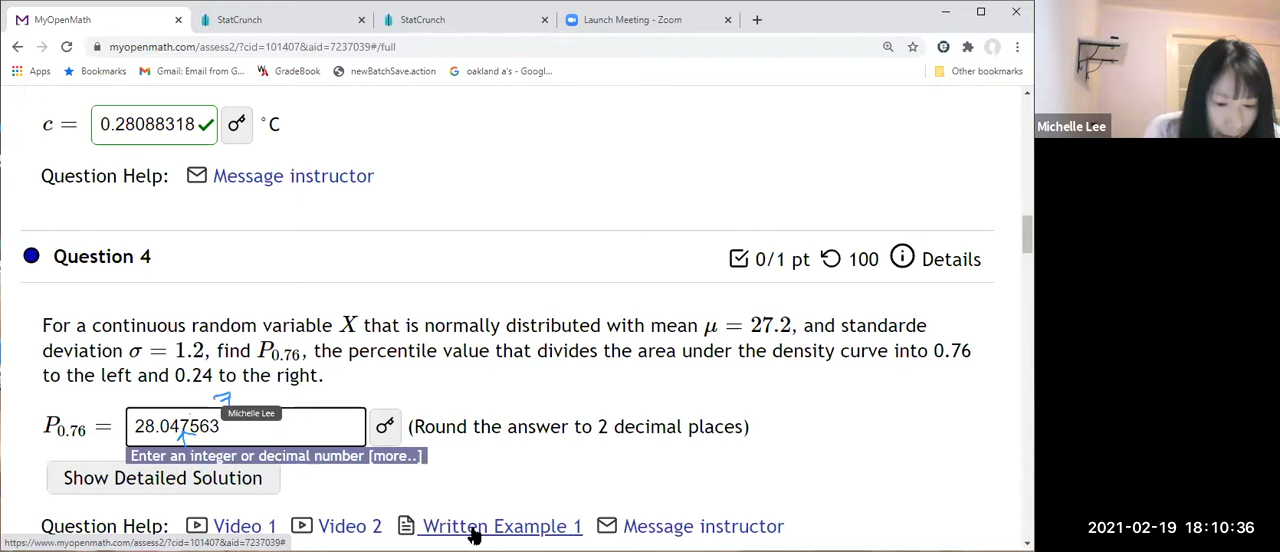 MyOpenMath
StatCrunch
StatCrunch
Launch Meeting - Zoom
myopenmath.com/assess2/?cid=101407&aid=7237039#/full
Apps
Bookmarks
Gmail: Email from G...
GradeBook
newBatchSave.action
oakland a's - Googl...
Other bookmarks
c = 0.28088318 °C
Question Help: Message instructor
Question 4
0/1 pt 100 Details
For a continuous random variable X that is normally distributed with mean μ = 27.2, and standarde
deviation σ = 1.2, find P0.76, the percentile value that divides the area under the density curve into 0.76
to the left and 0.24 to the right.
Michelle Lee
P0.76 = 28.047563 (Round the answer to 2 decimal places)
Enter an integer or decimal number [more..]
Show Detailed Solution
Question Help: Video 1 Video 2 Written Example 1 Message instructor
https://www.myopenmath.com/assess2/?cid=101407&aid=7237039#
Michelle Lee
2021-02-19 18:10:36